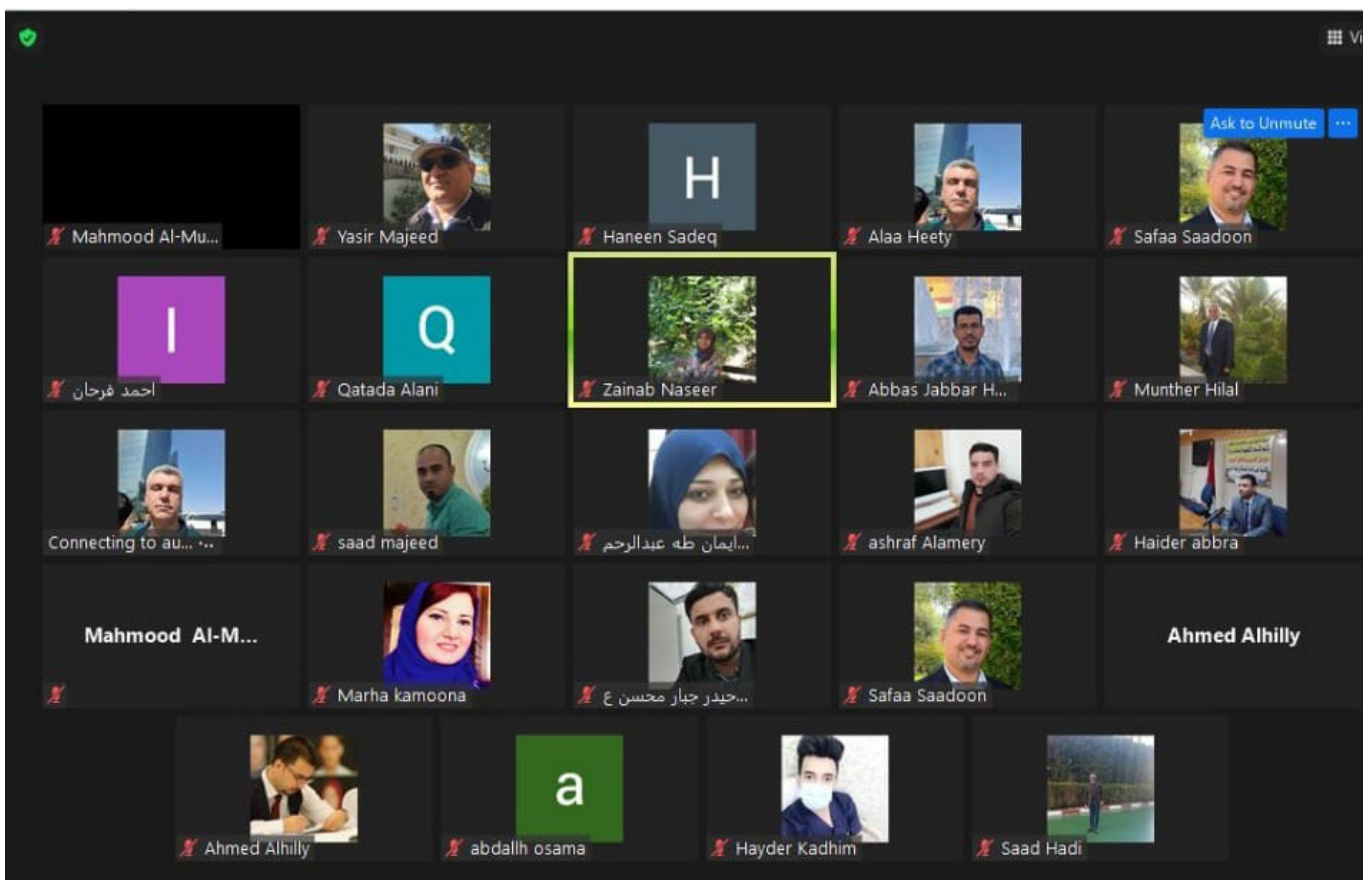 Vi
Ask to Unmute ...
Mahmood Al-Mu...
Yasir Majeed
H
Haneen Sadeq
Alaa Heety
Safaa Saadoon
I
احمد فرحان
Q
Qatada Alani
Zainab Naseer
Abbas Jabbar H...
Munther Hilal
Connecting to au... ...
saad majeed
ايمان طه عبدالرحم...
ashraf Alamery
Haider abbra
Mahmood Al-M...
Marha kamoona
حيدر جبار محسن ع...
Safaa Saadoon
Ahmed Alhilly
Ahmed Alhilly
a
abdallh osama
Hayder Kadhim
Saad Hadi